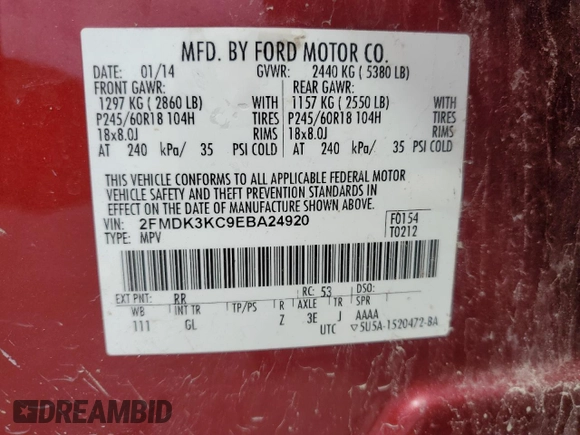 MFD. BY FORD MOTOR CO.
DATE: 01/14 GVWR: 2440 KG ( 5380 LB)
FRONT GAWR: REAR GAWR:
1297 KG ( 2860 LB) WITH 1157 KG ( 2550 LB) WITH
P245/60R18 104H TIRES P245/60R18 104H TIRES
18x8.0J RIMS 18x8.0J RIMS
AT 240 kPa/ 35 PSI COLD AT 240 kPa/ 35 PSI COLD
THIS VEHICLE CONFORMS TO ALL APPLICABLE FEDERAL MOTOR
VEHICLE SAFETY AND THEFT PREVENTION STANDARDS IN
EFFECT ON THE DATE OF MANUFACTURE SHOWN ABOVE.
VIN: 2FMDK3KC9EBA24920 F0154
TYPE: MPV T0212
EXT PNT: RR RC: 53 DSO:
WB INT TR TP/PS R AXLE TR SPR
111 GL Z 3E J AAAA
UTC ▽5U5A-1520472-BA
DREAMBID